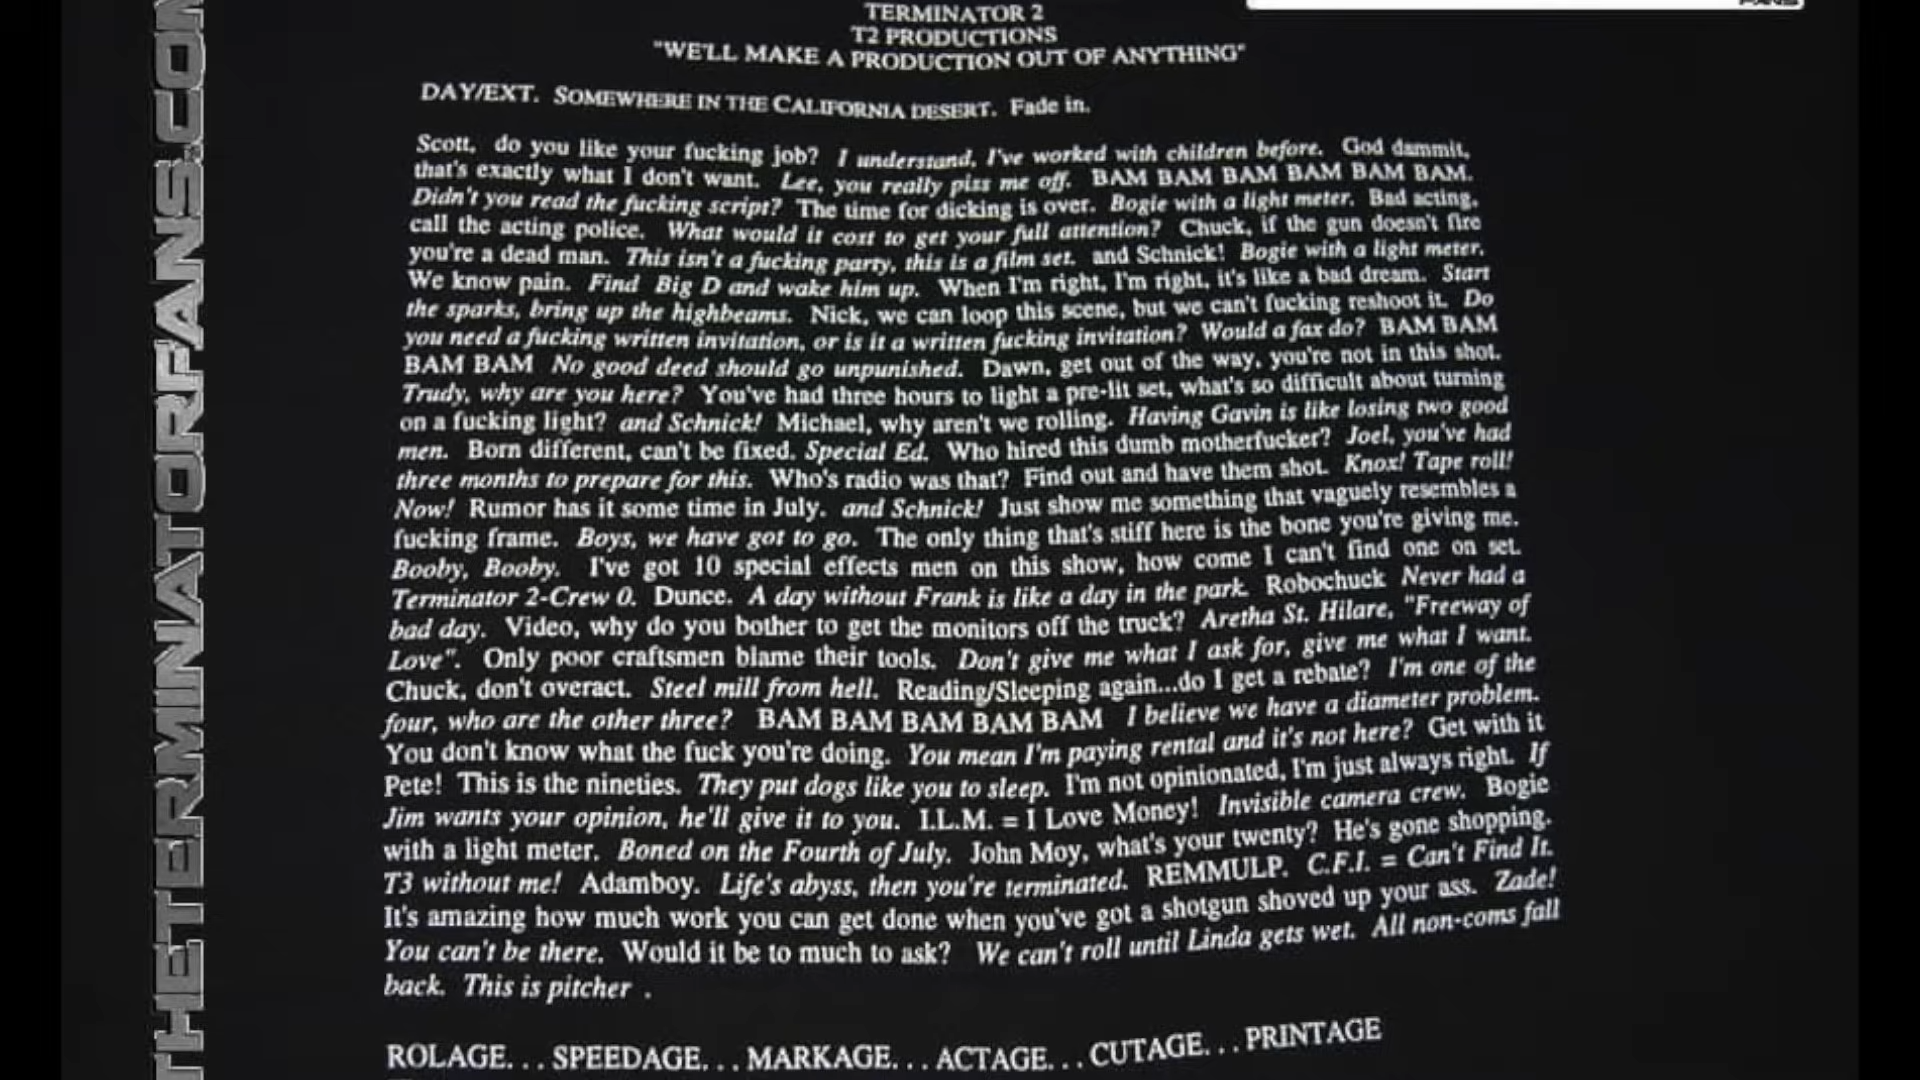 TERMINATOR 2
T2 PRODUCTIONS
"WE'LL MAKE A PRODUCTION OUT OF ANYTHING"
DAY/EXT. SOMEWHERE IN THE CALIFORNIA DESERT. Fade in.
Scott, do you like your fucking job? I understand, I've worked with children before. God dammit,
that's exactly what I don't want. Lee, you really piss me off. BAM BAM BAM BAM BAM BAM.
Didn't you read the fucking script? The time for dicking is over. Bogie with a light meter. Bad acting,
call the acting police. What would it cost to get your full attention? Chuck, if the gun doesn't fire
you're a dead man. This isn't a fucking party, this is a film set. and Schnick! Bogie with a light meter.
We know pain. Find Big D and wake him up. When I'm right, I'm right, it's like a bad dream. Start
the sparks, bring up the highbeams. Nick, we can loop this scene, but we can't fucking reshoot it. Do
you need a fucking written invitation, or is it a written fucking invitation? Would a fax do? BAM BAM
BAM BAM No good deed should go unpunished. Dawn, get out of the way, you're not in this shot.
Trudy, why are you here? You've had three hours to light a pre-lit set, what's so difficult about turning
on a fucking light? and Schnick! Michael, why aren't we rolling. Having Gavin is like losing two good
men. Born different, can't be fixed. Special Ed. Who hired this dumb motherfucker? Joel, you've had
three months to prepare for this. Who's radio was that? Find out and have them shot. Knox! Tape roll!
Now! Rumor has it some time in July. and Schnick! Just show me something that vaguely resembles a
fucking frame. Boys, we have got to go. The only thing that's stiff here is the bone you're giving me.
Booby, Booby. I've got 10 special effects men on this show, how come I can't find one on set.
Terminator 2-Crew 0. Dunce. A day without Frank is like a day in the park. Robochuck Never had a
bad day. Video, why do you bother to get the monitors off the truck? Aretha St. Hilare, "Freeway of
Love". Only poor craftsmen blame their tools. Don't give me what I ask for, give me what I want.
Chuck, don't overact. Steel mill from hell. Reading/Sleeping again...do I get a rebate? I'm one of the
four, who are the other three? BAM BAM BAM BAM BAM I believe we have a diameter problem.
You don't know what the fuck you're doing. You mean I'm paying rental and it's not here? Get with it
Pete! This is the nineties. They put dogs like you to sleep. I'm not opinionated, I'm just always right. If
Jim wants your opinion, he'll give it to you. I.L.M. = I Love Money! Invisible camera crew. Bogie
with a light meter. Boned on the Fourth of July. John Moy, what's your twenty? He's gone shopping.
T3 without me! Adamboy. Life's abyss, then you're terminated. REMMULP. C.F.I. = Can't Find It.
It's amazing how much work you can get done when you've got a shotgun shoved up your ass. Zade!
You can't be there. Would it be to much to ask? We can't roll until Linda gets wet. All non-coms fall
back. This is pitcher .
ROLAGE. . . SPEEDAGE. . . MARKAGE. . . ACTAGE. . . CUTAGE. . . PRINTAGE
THETERMINATORFANS.COM